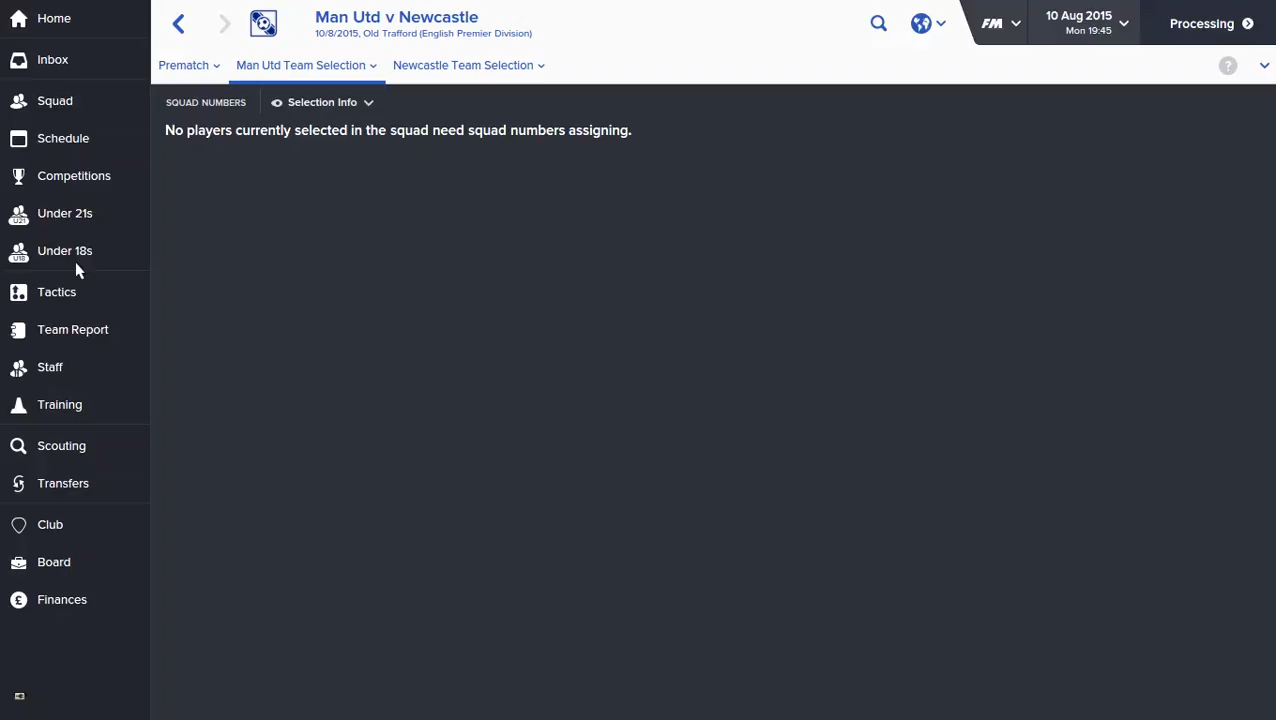 Home
Inbox
Squad
Schedule
Competitions
U21
Under 21s
U18
Under 18s
Tactics
Team Report
Staff
Training
Scouting
Transfers
Club
Board
£
Finances
Man Utd v Newcastle
10/8/2015, Old Trafford (English Premier Division)
FM
10 Aug 2015
Mon 19:45
Processing
Prematch
Man Utd Team Selection
Newcastle Team Selection
?
SQUAD NUMBERS
Selection Info
No players currently selected in the squad need squad numbers assigning.